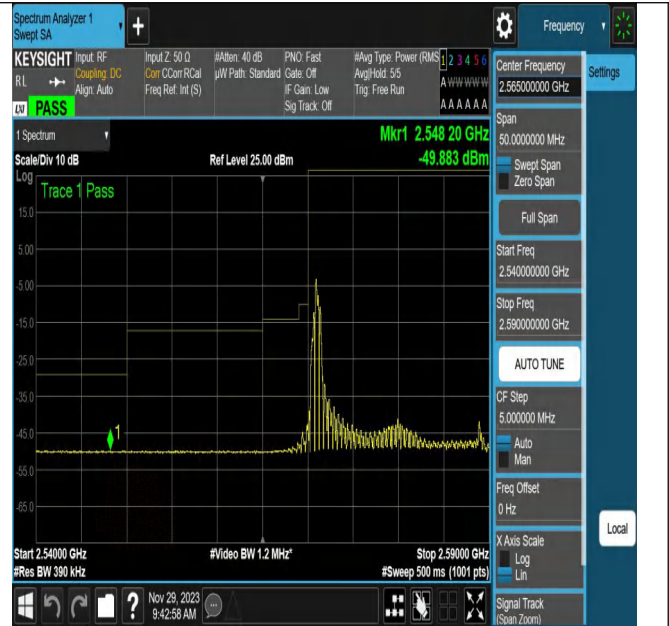 Spectrum Analyzer 1
Swept SA
Frequency
KEYSIGHT
RL
LXI
PASS
Input: RF
Coupling: DC
Align: Auto
Input Z: 50 Ω
Corr CCorr RCal
Freq Ref: Int (S)
#Atten: 40 dB
µW Path: Standard
PNO: Fast
Gate: Off
IF Gain: Low
Sig Track: Off
#Avg Type: Power (RMS
Avg|Hold: 5/5
Trig: Free Run
1 2 3 4 5 6
A W W W W W
A A A A A A
1 Spectrum
Scale/Div 10 dB
Ref Level 25.00 dBm
Mkr1 2.548 20 GHz
-49.883 dBm
Log
Trace 1 Pass
15.0
5.00
-5.00
-15.0
-25.0
-35.0
-45.0
-55.0
-65.0
1
Start 2.54000 GHz
#Res BW 390 kHz
#Video BW 1.2 MHz*
Stop 2.59000 GHz
#Sweep 500 ms (1001 pts)
Center Frequency
2.565000000 GHz
Settings
Span
50.0000000 MHz
Swept Span
Zero Span
Full Span
Start Freq
2.540000000 GHz
Stop Freq
2.590000000 GHz
AUTO TUNE
CF Step
5.000000 MHz
Auto
Man
Freq Offset
0 Hz
X Axis Scale
Log
Lin
Local
Signal Track
(Span Zoom)
Nov 29, 2023
9:42:58 AM